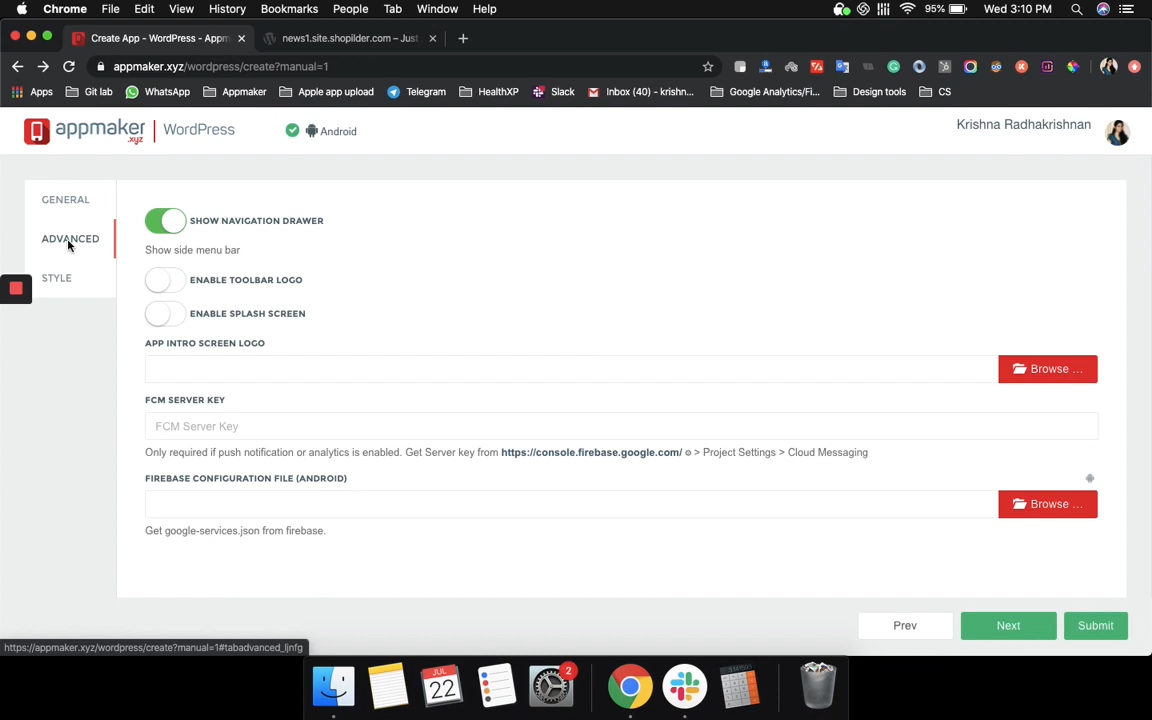 Chrome File Edit View History Bookmarks People Tab Window Help 95% Wed 3:10 PM
Create App - WordPress - Appm news1.site.shopilder.com – Just
appmaker.xyz/wordpress/create?manual=1
Apps Git lab WhatsApp Appmaker Apple app upload Telegram HealthXP Slack Inbox (40) - krishn... Google Analytics/Fi... Design tools CS
appmaker .xyz WordPress Android Krishna Radhakrishnan
GENERAL
ADVANCED
STYLE
SHOW NAVIGATION DRAWER
Show side menu bar
ENABLE TOOLBAR LOGO
ENABLE SPLASH SCREEN
APP INTRO SCREEN LOGO
Browse ...
FCM SERVER KEY
FCM Server Key
Only required if push notification or analytics is enabled. Get Server key from https://console.firebase.google.com/ > Project Settings > Cloud Messaging
FIREBASE CONFIGURATION FILE (ANDROID)
Browse ...
Get google-services.json from firebase.
Prev Next Submit
https://appmaker.xyz/wordpress/create?manual=1#tabadvanced_ljnfg
JUL
22
2